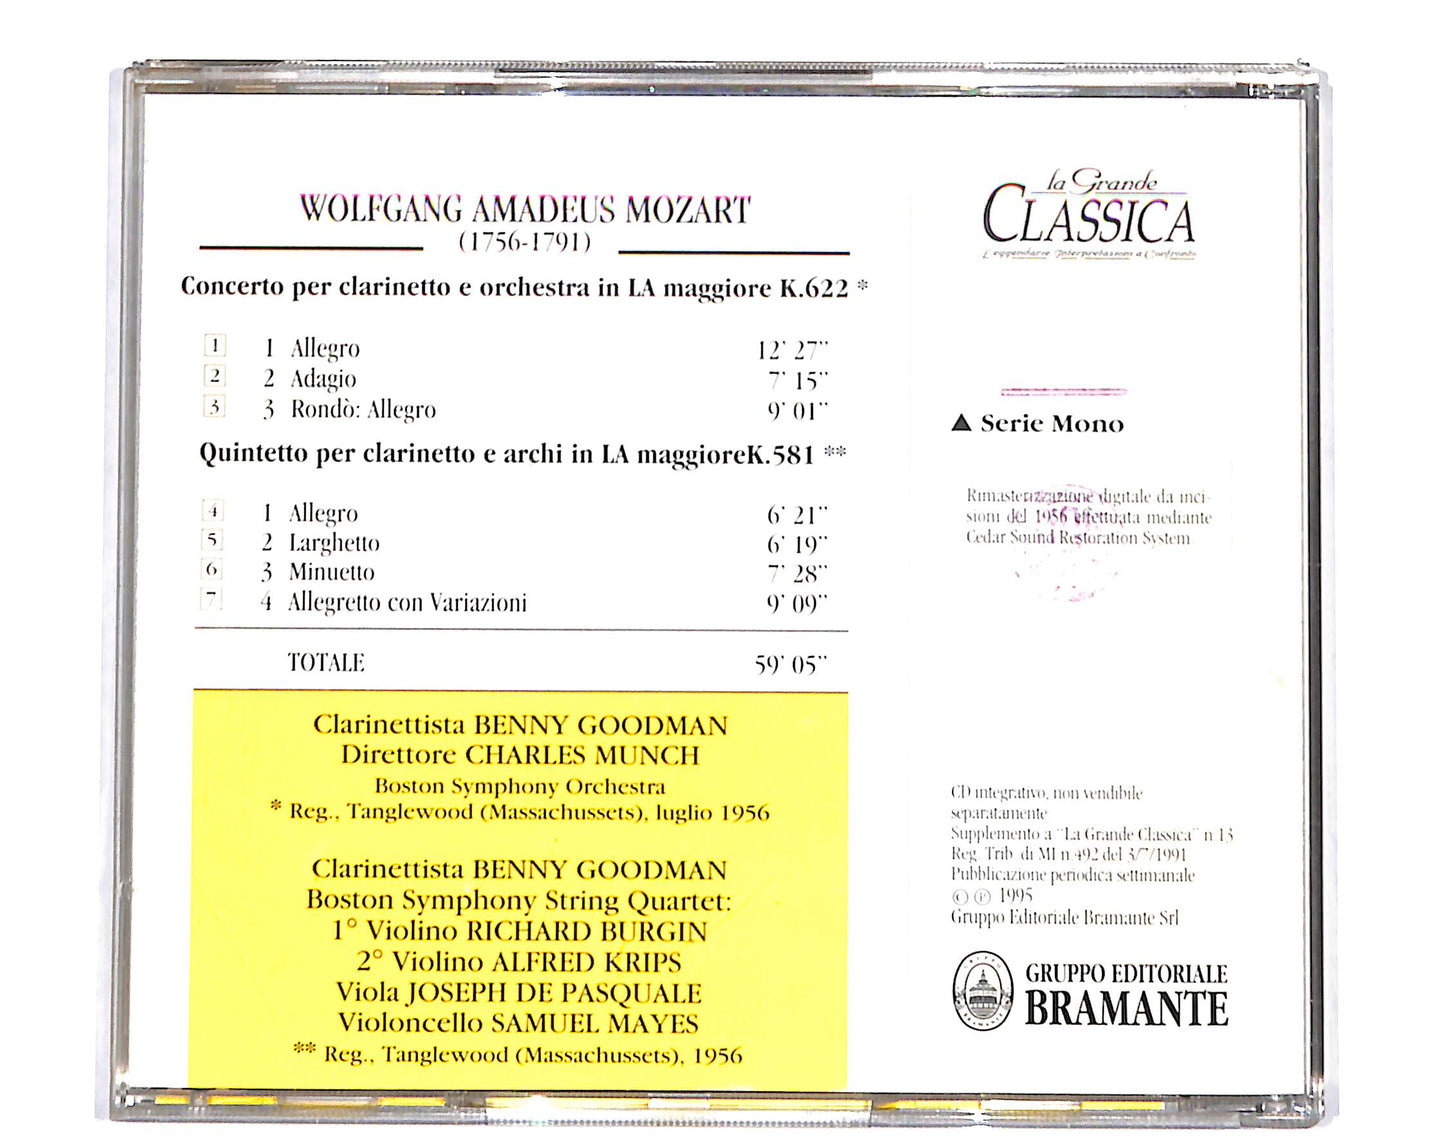 WOLFGANG AMADEUS MOZART
(1756-1791)
Concerto per clarinetto e orchestra in LA maggiore K.622 *
1 1 Allegro 12' 27''
2 2 Adagio 7' 15''
3 3 Rondò: Allegro 9' 01''
Quintetto per clarinetto e archi in LA maggioreK.581 **
4 1 Allegro 6' 21''
5 2 Larghetto 6' 19''
6 3 Minuetto 7' 28''
7 4 Allegretto con Variazioni 9' 09''
TOTALE 59' 05''
Clarinettista BENNY GOODMAN
Direttore CHARLES MUNCH
Boston Symphony Orchestra
* Reg., Tanglewood (Massachussets), luglio 1956
Clarinettista BENNY GOODMAN
Boston Symphony String Quartet:
1° Violino RICHARD BURGIN
2° Violino ALFRED KRIPS
Viola JOSEPH DE PASQUALE
Violoncello SAMUEL MAYES
** Reg., Tanglewood (Massachussets), 1956
la Grande
CLASSICA
Leggendarie Interpretazioni a Confronto
▲ Serie Mono
Rimasterizzazione digitale da inci-
sioni del 1956 effettuata mediante
Cedar Sound Restoration System
CD integrativo, non vendibile
separatamente
Supplemento a "La Grande Classica" n 13
Reg. Trib. di MI n.492 del 3/7/1991
Pubblicazione periodica settimanale
© ℗ 1995
Gruppo Editoriale Bramante Srl
GRUPPO
BRAMANTE
GRUPPO EDITORIALE
BRAMANTE